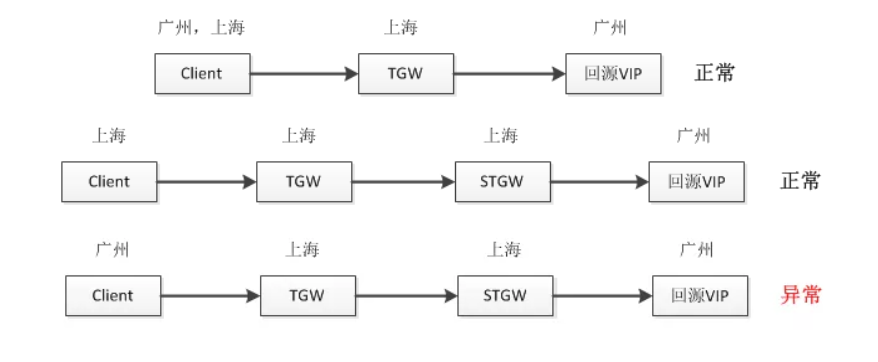 广州，上海 上海 广州
Client TGW 回源VIP 正常
上海 上海 上海 广州
Client TGW STGW 回源VIP 正常
广州 上海 上海 广州
Client TGW STGW 回源VIP 异常